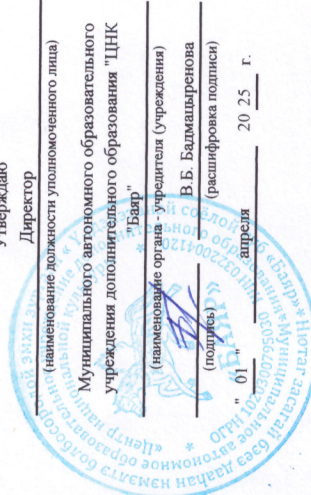 Утверждаю
Директор
(наименование должности уполномоченного лица)
Муниципального автономного образовательного
учреждения дополнительного образования "ЦНК
"Баяр"
(наименование органа - учредителя (учреждения)
В.Б. Бадмацыренова
(подпись) (расшифровка подписи)
" 01 " апреля 20 25 г.